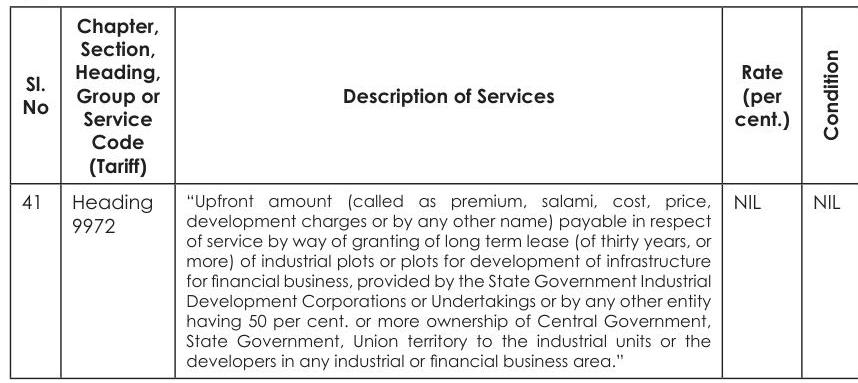 Sl. No
Chapter, Section, Heading, Group or Service Code (Tariff)
Description of Services
Rate (per cent.)
Condition
41
Heading 9972
“Upfront amount (called as premium, salami, cost, price,
development charges or by any other name) payable in respect
of service by way of granting of long term lease (of thirty years, or
more) of industrial plots or plots for development of infrastructure
for financial business, provided by the State Government Industrial
Development Corporations or Undertakings or by any other entity
having 50 per cent. or more ownership of Central Government,
State Government, Union territory to the industrial units or the
developers in any industrial or financial business area.”
NIL
NIL